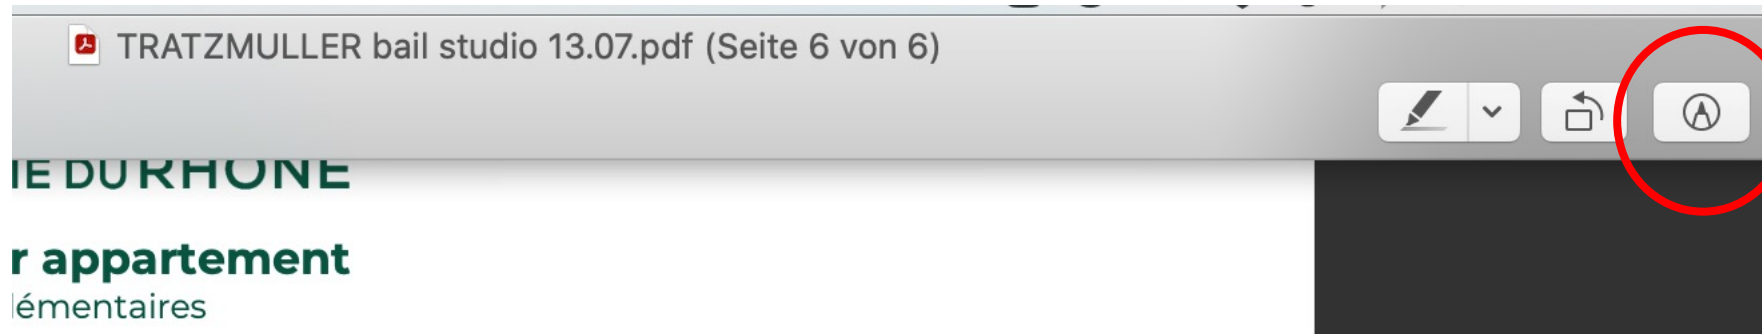 TRATZMULLER bail studio 13.07.pdf (Seite 6 von 6)
IE DU RHONE
r appartement
lémentaires